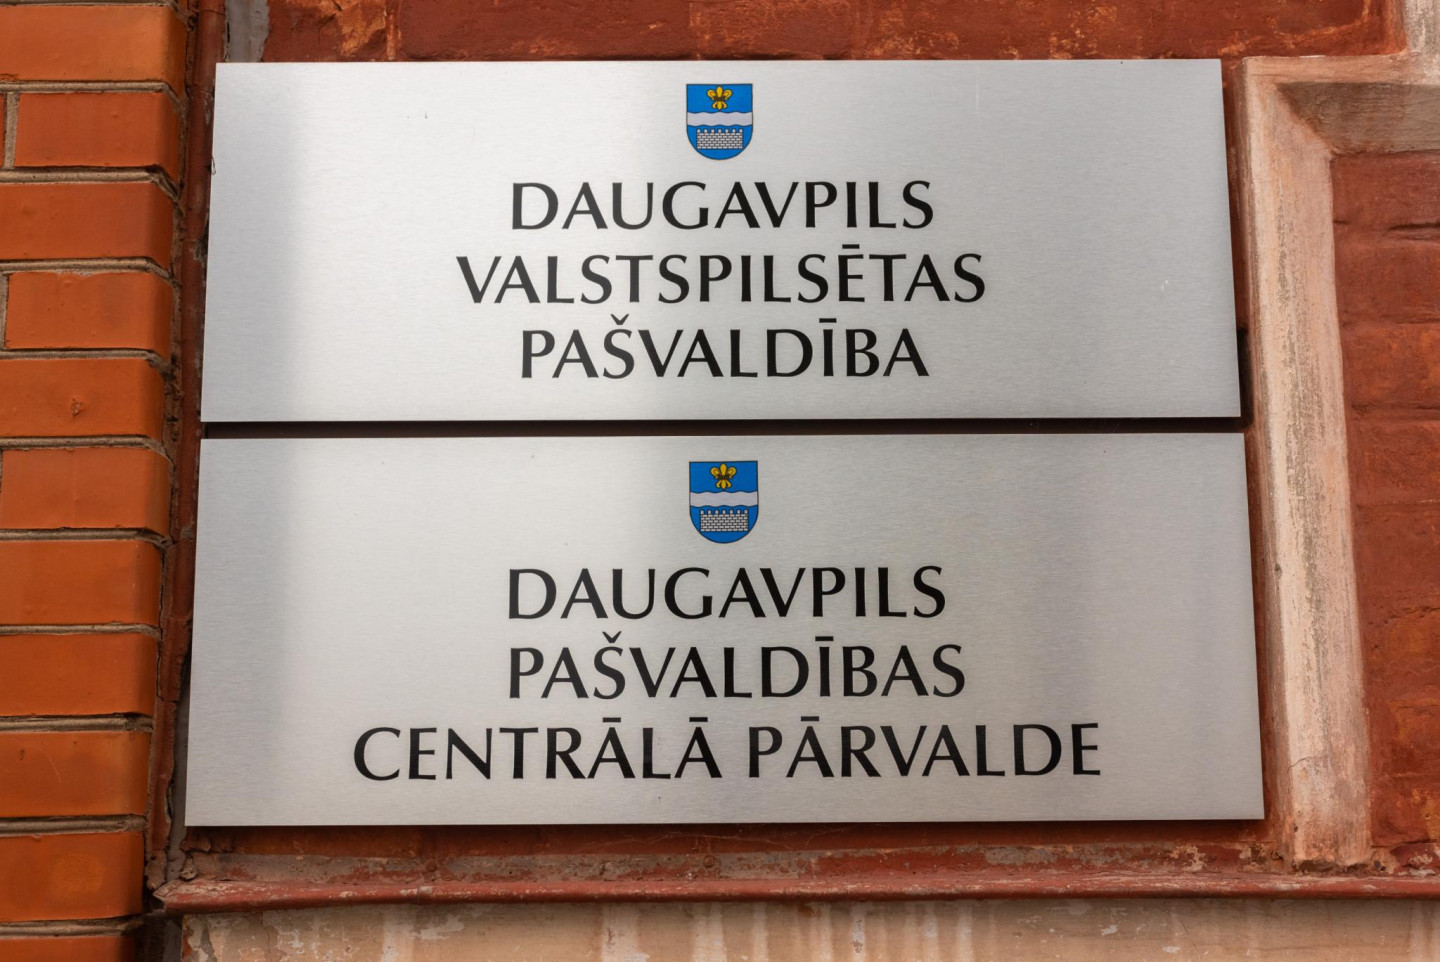 DAUGAVPILS
VALSTSPILSĒTAS
PAŠVALDĪBA
DAUGAVPILS
PAŠVALDĪBAS
CENTRĀLĀ PĀRVALDE